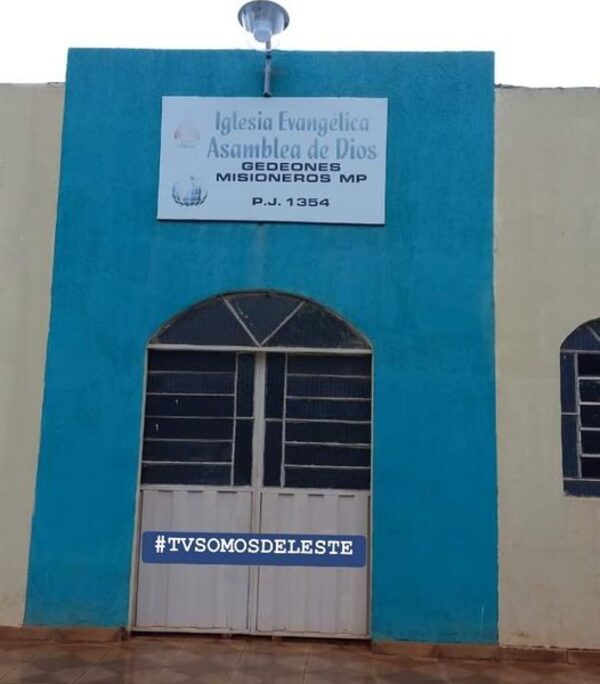 Iglesia Evangélica
Asamblea de Dios
GEDEONES
MISIONEROS MP
P.J. 1354
#TVSOMOSDELESTE